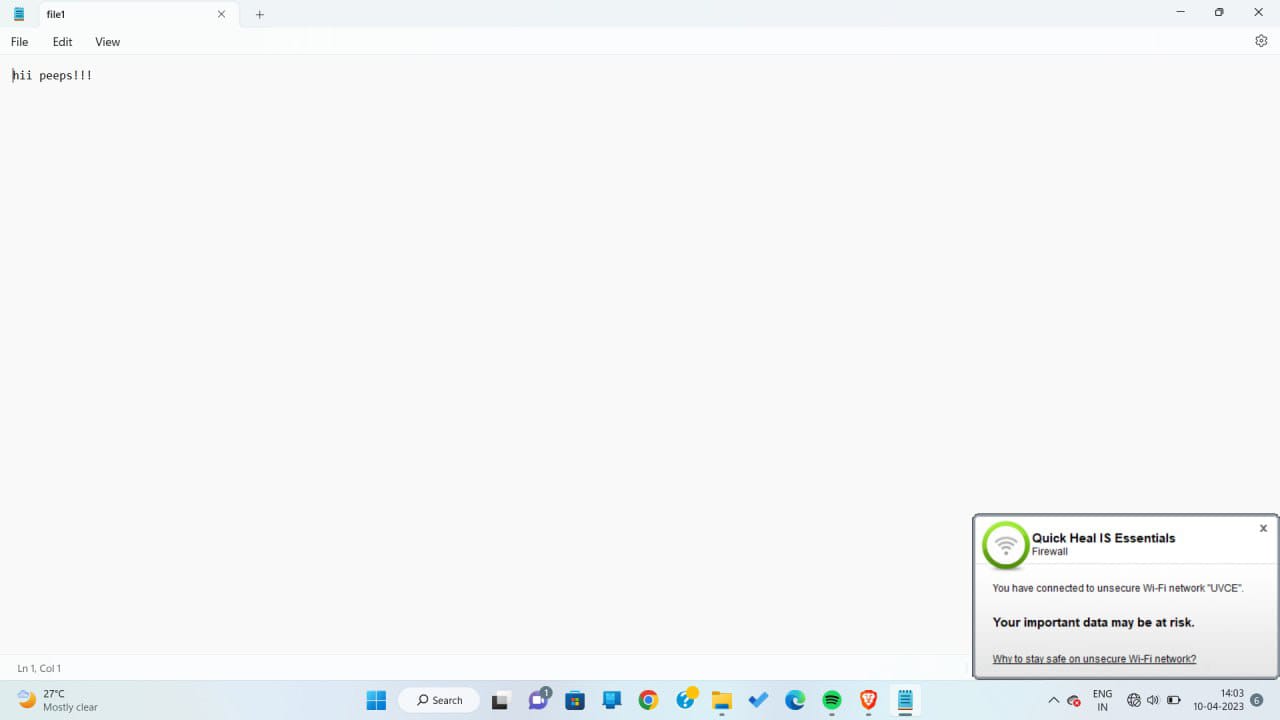 file1
File Edit View
hii peeps!!!
Quick Heal IS Essentials
Firewall
You have connected to unsecure Wi-Fi network "UVCE".
Your important data may be at risk.
Why to stay safe on unsecure Wi-Fi network?
Ln 1, Col 1
27°C
Mostly clear
Search
1
ENG
IN
14:03
10-04-2023
6